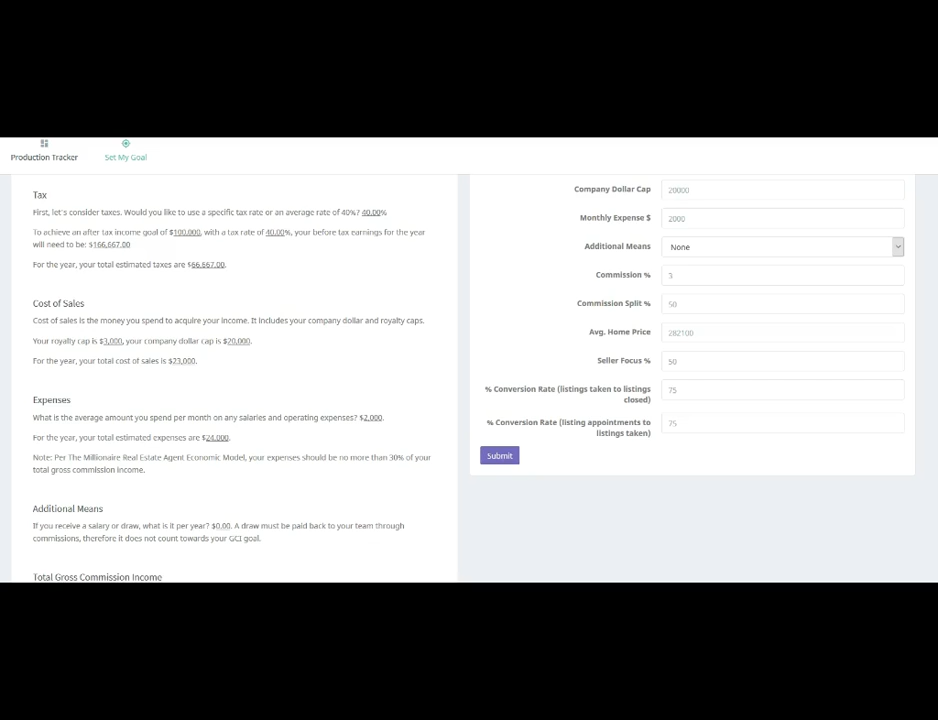 Production Tracker
Set My Goal
Tax
First, let's consider taxes. Would you like to use a specific tax rate or an average rate of 40%? 40.00%
To achieve an after tax income goal of $100,000, with a tax rate of 40.00%, your before tax earnings for the year
will need to be: $166,667.00
For the year, your total estimated taxes are $66,667.00.
Cost of Sales
Cost of sales is the money you spend to acquire your income. It includes your company dollar and royalty caps.
Your royalty cap is $3,000, your company dollar cap is $20,000.
For the year, your total cost of sales is $23,000.
Expenses
What is the average amount you spend per month on any salaries and operating expenses? $2,000.
For the year, your total estimated expenses are $24,000.
Note: Per The Millionaire Real Estate Agent Economic Model, your expenses should be no more than 30% of your
total gross commission income.
Additional Means
If you receive a salary or draw, what is it per year? $0.00. A draw must be paid back to your team through
commissions, therefore it does not count towards your GCI goal.
Total Gross Commission Income
Company Dollar Cap 20000
Monthly Expense $ 2000
Additional Means None
Commission % 3
Commission Split % 50
Avg. Home Price 282100
Seller Focus % 50
% Conversion Rate (listings taken to listings
closed)
75
% Conversion Rate (listing appointments to
listings taken)
75
Submit